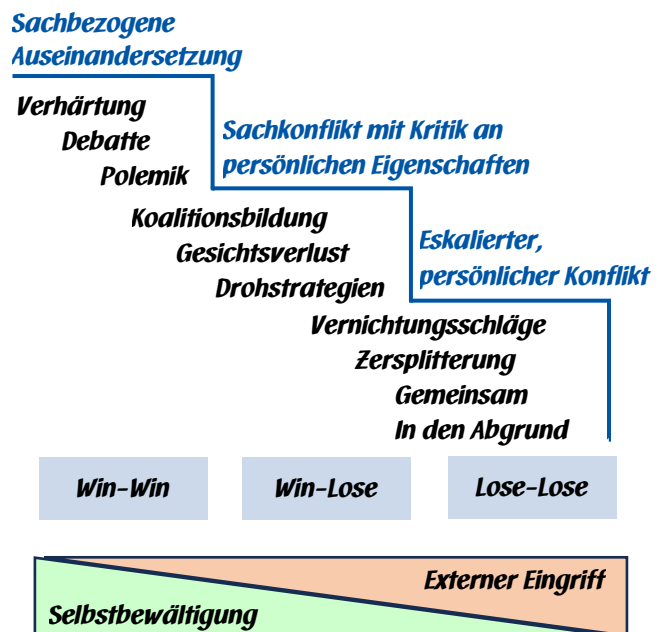 Sachbezogene
Auseinandersetzung
Verhärtung
Debatte
Polemik
Sachkonflikt mit Kritik an
persönlichen Eigenschaften
Koalitionsbildung
Gesichtsverlust
Drohstrategien
Eskalierter,
persönlicher Konflikt
Vernichtungsschläge
Zersplitterung
Gemeinsam
In den Abgrund
Win-Win
Win-Lose
Lose-Lose
Externer Eingriff
Selbstbewältigung